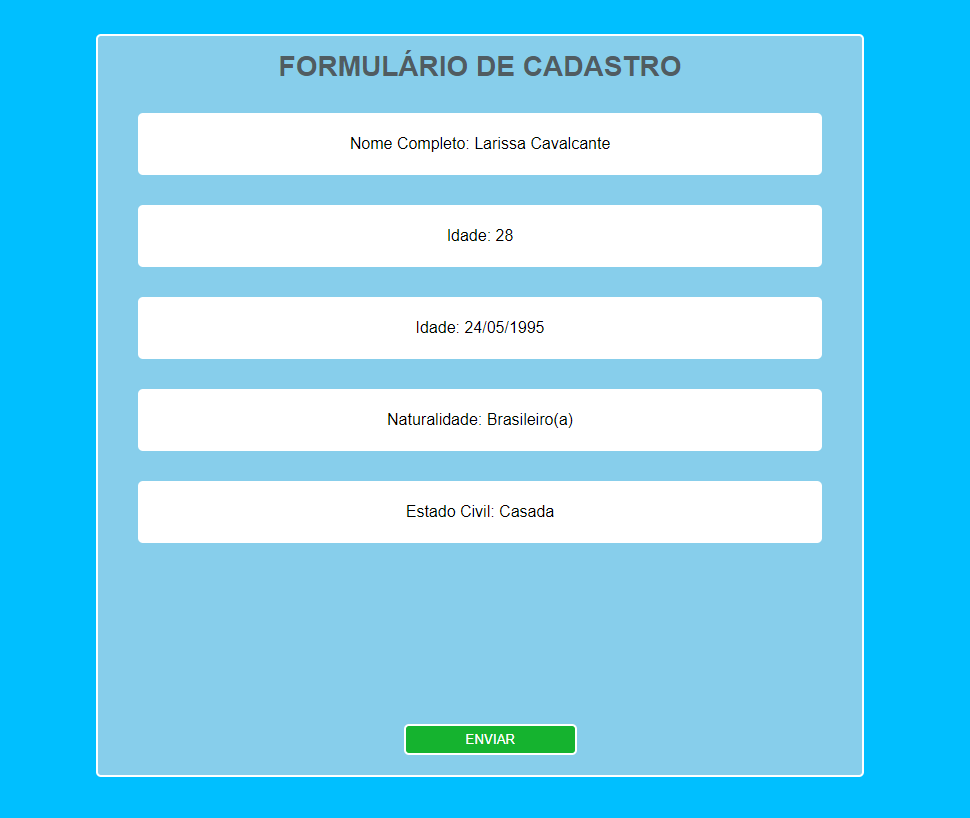 FORMULÁRIO DE CADASTRO
Nome Completo: Larissa Cavalcante
Idade: 28
Idade: 24/05/1995
Naturalidade: Brasileiro(a)
Estado Civil: Casada
ENVIAR